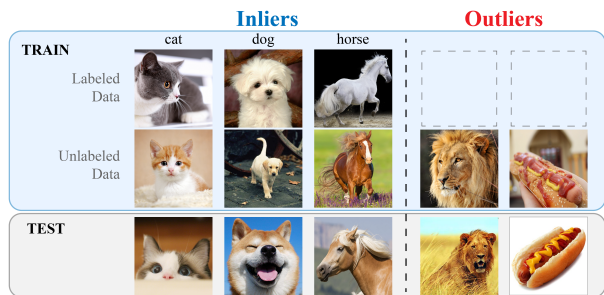 Inliers
Outliers
cat
dog
horse
TRAIN
Labeled
Data
Unlabeled
Data
TEST